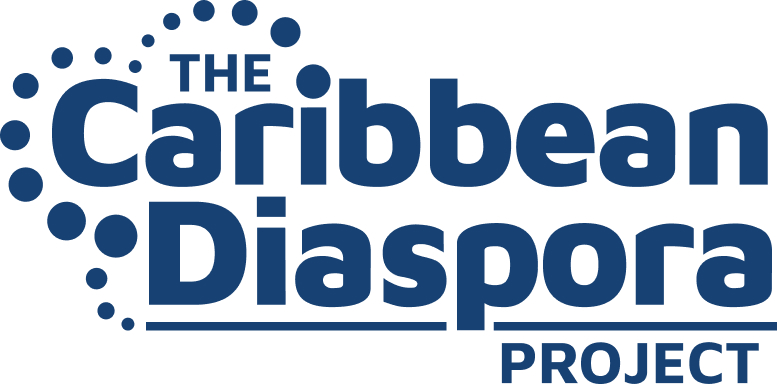 THE
Caribbean
Diaspora
PROJECT